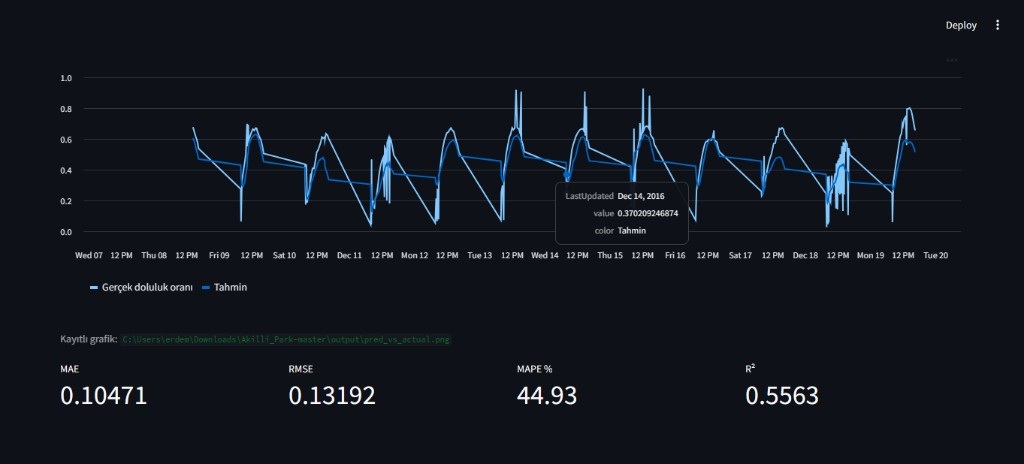 Deploy
1.0
0.8
0.6
0.4
0.2
0.0
LastUpdated Dec 14, 2016
value 0.370209246874
color Tahmin
Wed 07 12 PM Thu 08 12 PM Fri 09 12 PM Sat 10 12 PM Dec 11 12 PM Mon 12 12 PM Tue 13 12 PM Wed 14 12 PM Thu 15 12 PM Fri 16 12 PM Sat 17 12 PM Dec 18 12 PM Mon 19 12 PM Tue 20
Gerçek doluluk oranı Tahmin
Kayıtlı grafik: C:\Users\erdem\Downloads\Akilli_Park-master\output\pred_vs_actual.png
MAE RMSE MAPE % R²
0.10471 0.13192 44.93 0.5563